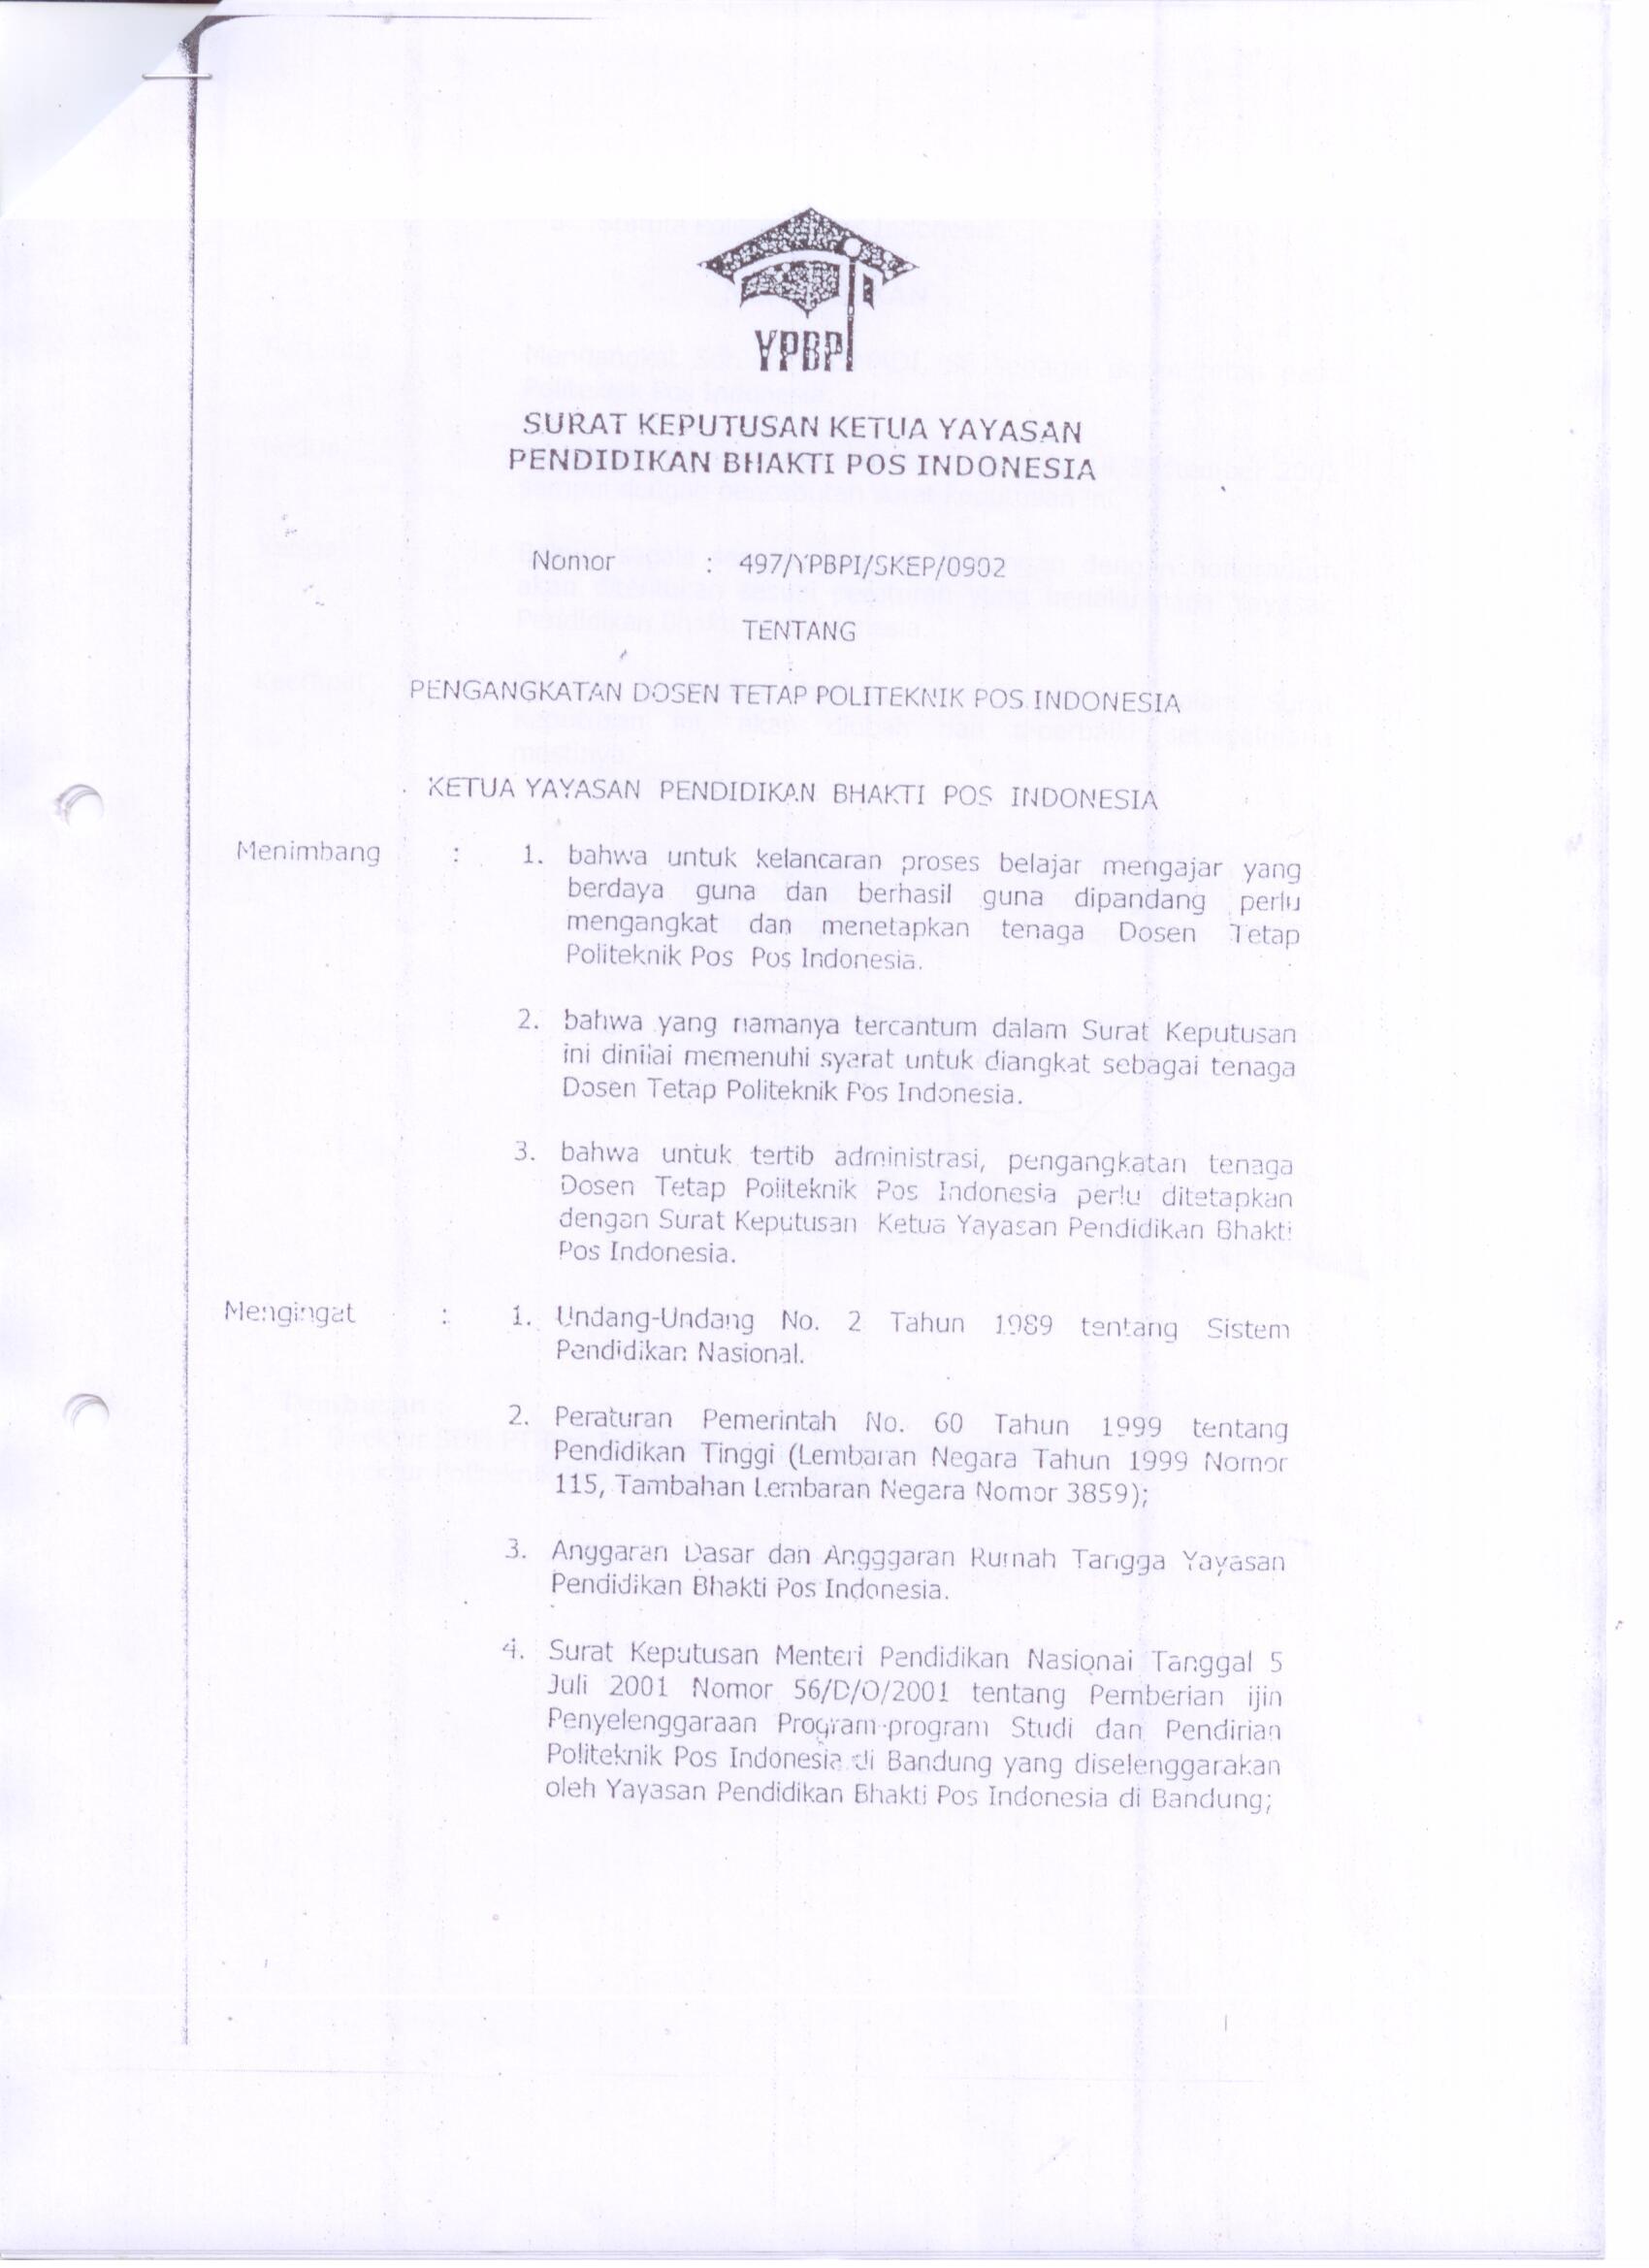 YPBPI
SURAT KEPUTUSAN KETUA YAYASAN
PENDIDIKAN BHAKTI POS INDONESIA
Nomor : 497/YPBPI/SKEP/0902
TENTANG
PENGANGKATAN DOSEN TETAP POLITEKNIK POS INDONESIA
KETUA YAYASAN PENDIDIKAN BHAKTI POS INDONESIA
Menimbang : 1. bahwa untuk kelancaran proses belajar mengajar yang
berdaya guna dan berhasil guna dipandang perlu
mengangkat dan menetapkan tenaga Dosen Tetap
Politeknik Pos Pos Indonesia.
2. bahwa yang namanya tercantum dalam Surat Keputusan
ini dinilai memenuhi syarat untuk diangkat sebagai tenaga
Dosen Tetap Politeknik Pos Indonesia.
3. bahwa untuk tertib administrasi, pengangkatan tenaga
Dosen Tetap Politeknik Pos Indonesia perlu ditetapkan
dengan Surat Keputusan Ketua Yayasan Pendidikan Bhakti
Pos Indonesia.
Mengingat : 1. Undang-Undang No. 2 Tahun 1989 tentang Sistem
Pendidikan Nasional.
2. Peraturan Pemerintah No. 60 Tahun 1999 tentang
Pendidikan Tinggi (Lembaran Negara Tahun 1999 Nomor
115, Tambahan Lembaran Negara Nomor 3859);
3. Anggaran Dasar dan Angggaran Rumah Tangga Yayasan
Pendidikan Bhakti Pos Indonesia.
4. Surat Keputusan Menteri Pendidikan Nasional Tanggal 5
Juli 2001 Nomor 56/D/O/2001 tentang Pemberian ijin
Penyelenggaraan Program-program Studi dan Pendirian
Politeknik Pos Indonesia di Bandung yang diselenggarakan
oleh Yayasan Pendidikan Bhakti Pos Indonesia di Bandung;